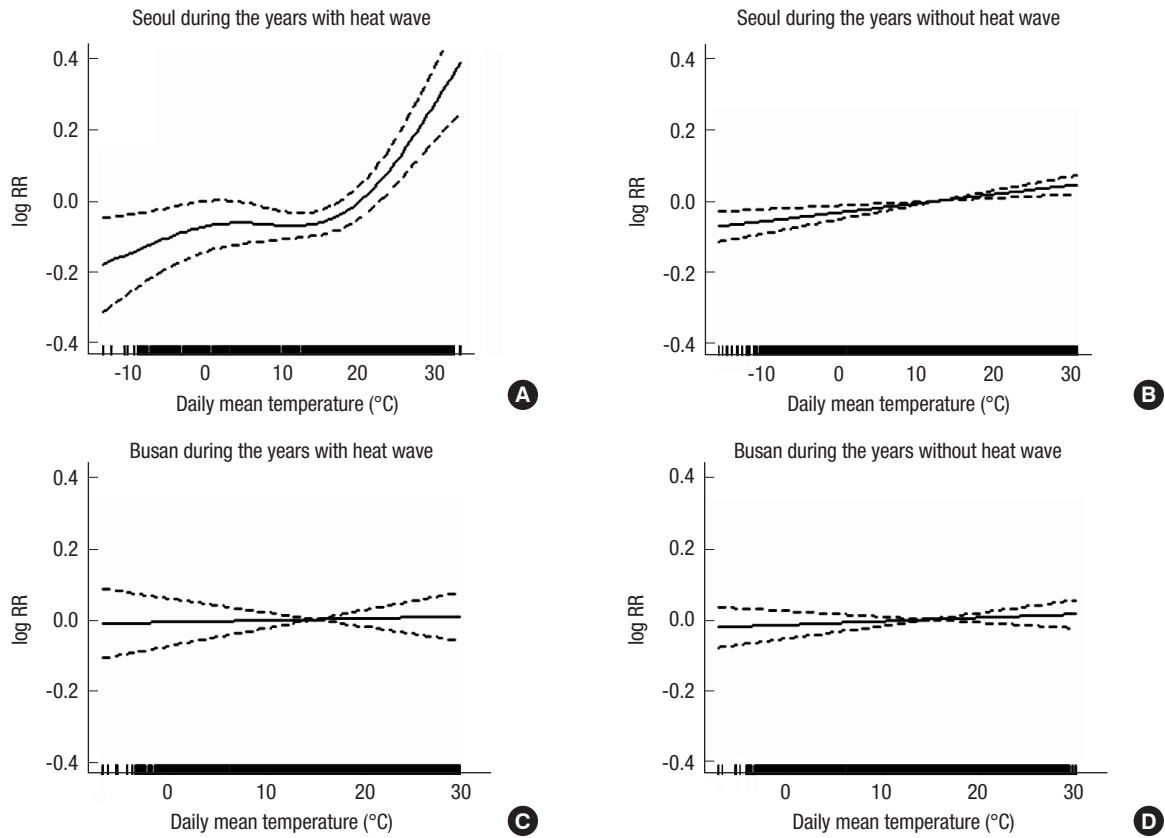 Seoul during the years with heat wave
0.4
0.2
0.0
-0.2
-0.4
log RR
-10 0 10 20 30
Daily mean temperature (°C)
A
Seoul during the years without heat wave
0.4
0.2
0.0
-0.2
-0.4
log RR
-10 0 10 20 30
Daily mean temperature (°C)
B
Busan during the years with heat wave
0.4
0.2
0.0
-0.2
-0.4
log RR
0 10 20 30
Daily mean temperature (°C)
C
Busan during the years without heat wave
0.4
0.2
0.0
-0.2
-0.4
log RR
0 10 20 30
Daily mean temperature (°C)
D